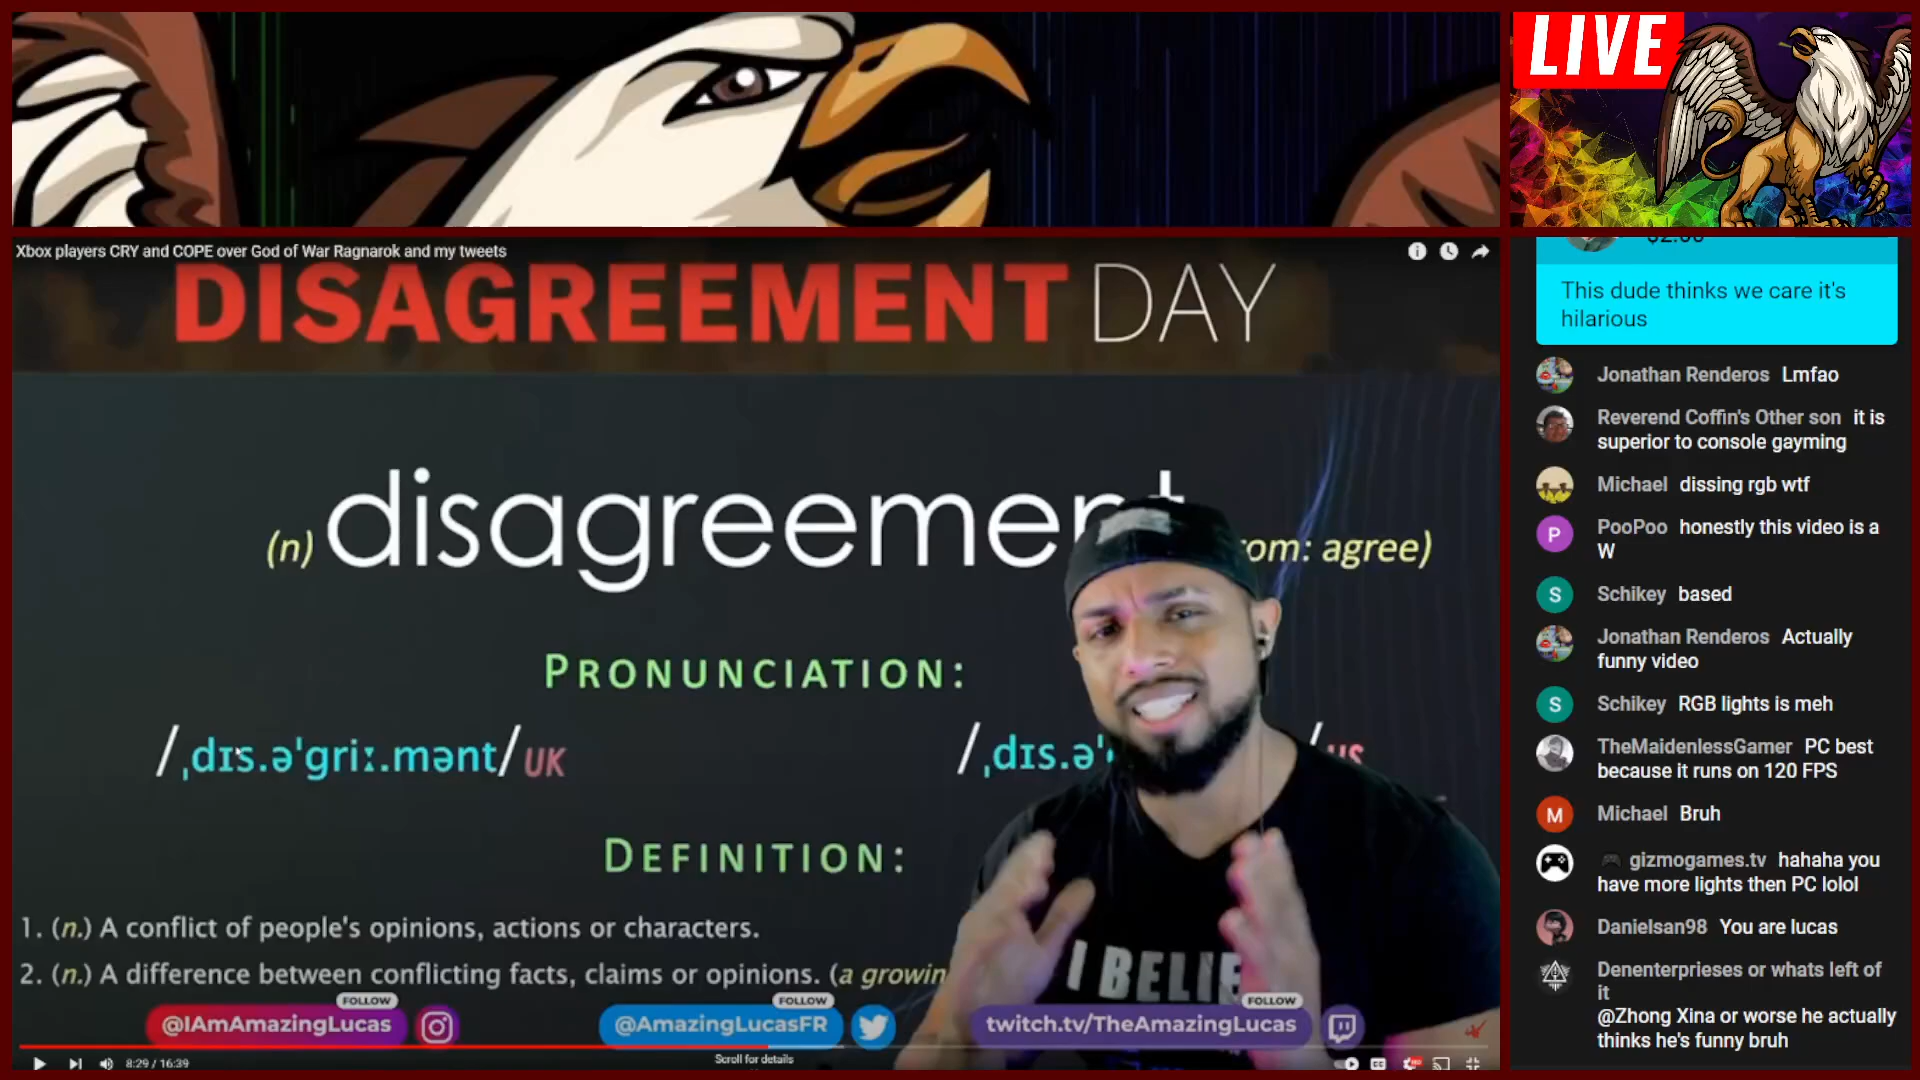 LIVE
Xbox players CRY and COPE over God of War Ragnarok and my tweets
DISAGREEMENT DAY
(n) disagreement
rom: agree)
PRONUNCIATION:
/ˌdɪs.ə'griː.mənt/ UK
/ˌdɪs.ə'
/ US
DEFINITION:
1. (n.) A conflict of people's opinions, actions or characters.
2. (n.) A difference between conflicting facts, claims or opinions. (a growin
I BELIE
FOLLOW
@IAmAmazingLucas
FOLLOW
@AmazingLucasFR
FOLLOW
twitch.tv/TheAmazingLucas
8:29 / 16:39
Scroll for details
This dude thinks we care it's
hilarious
Jonathan Renderos Lmfao
Reverend Coffin's Other son it is
superior to console gayming
Michael dissing rgb wtf
P
PooPoo honestly this video is a
W
S
Schikey based
Jonathan Renderos Actually
funny video
S
Schikey RGB lights is meh
TheMaidenlessGamer PC best
because it runs on 120 FPS
M
Michael Bruh
gizmogames.tv hahaha you
have more lights then PC lolol
Danielsan98 You are lucas
Denenterprieses or whats left of
it
@Zhong Xina or worse he actually
thinks he's funny bruh